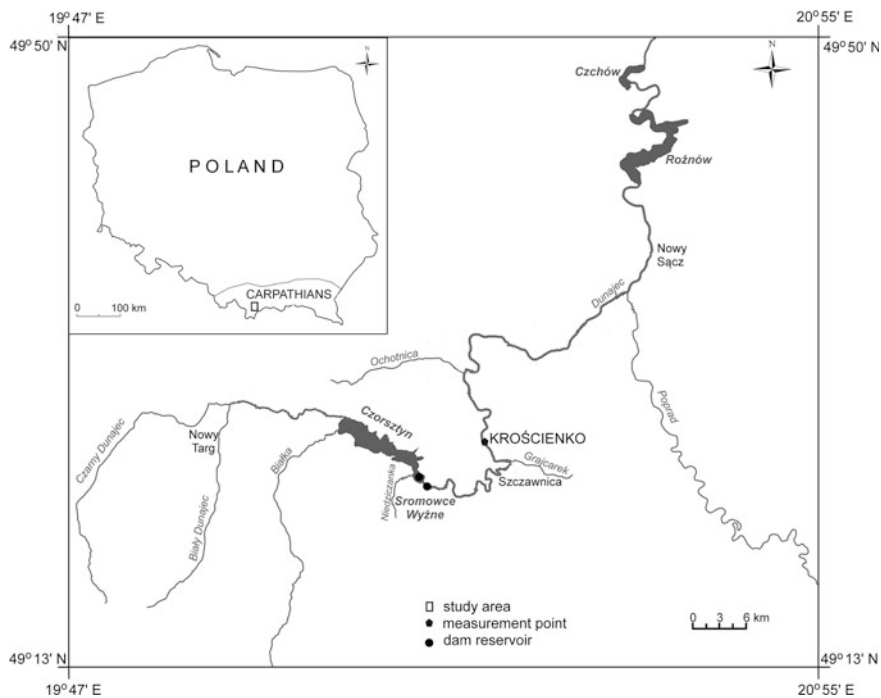 19° 47' E
20° 55' E
49° 50' N
49° 50' N
N
N
POLAND
CARPATHIANS
0 100 km
Czchów
Rożnów
Nowy
Sącz
Dunajec
Ochotnica
Poprad
Czorsztyn
KROŚCIENKO
Nowy
Targ
Czarny Dunajec
Białka
Grajcarek
Szczawnica
Niedziczanka
Sromowce
Wyżne
Biały Dunajec
study area
measurement point
dam reservoir
0 3 6 km
49° 13' N
49° 13' N
19° 47' E
20° 55' E